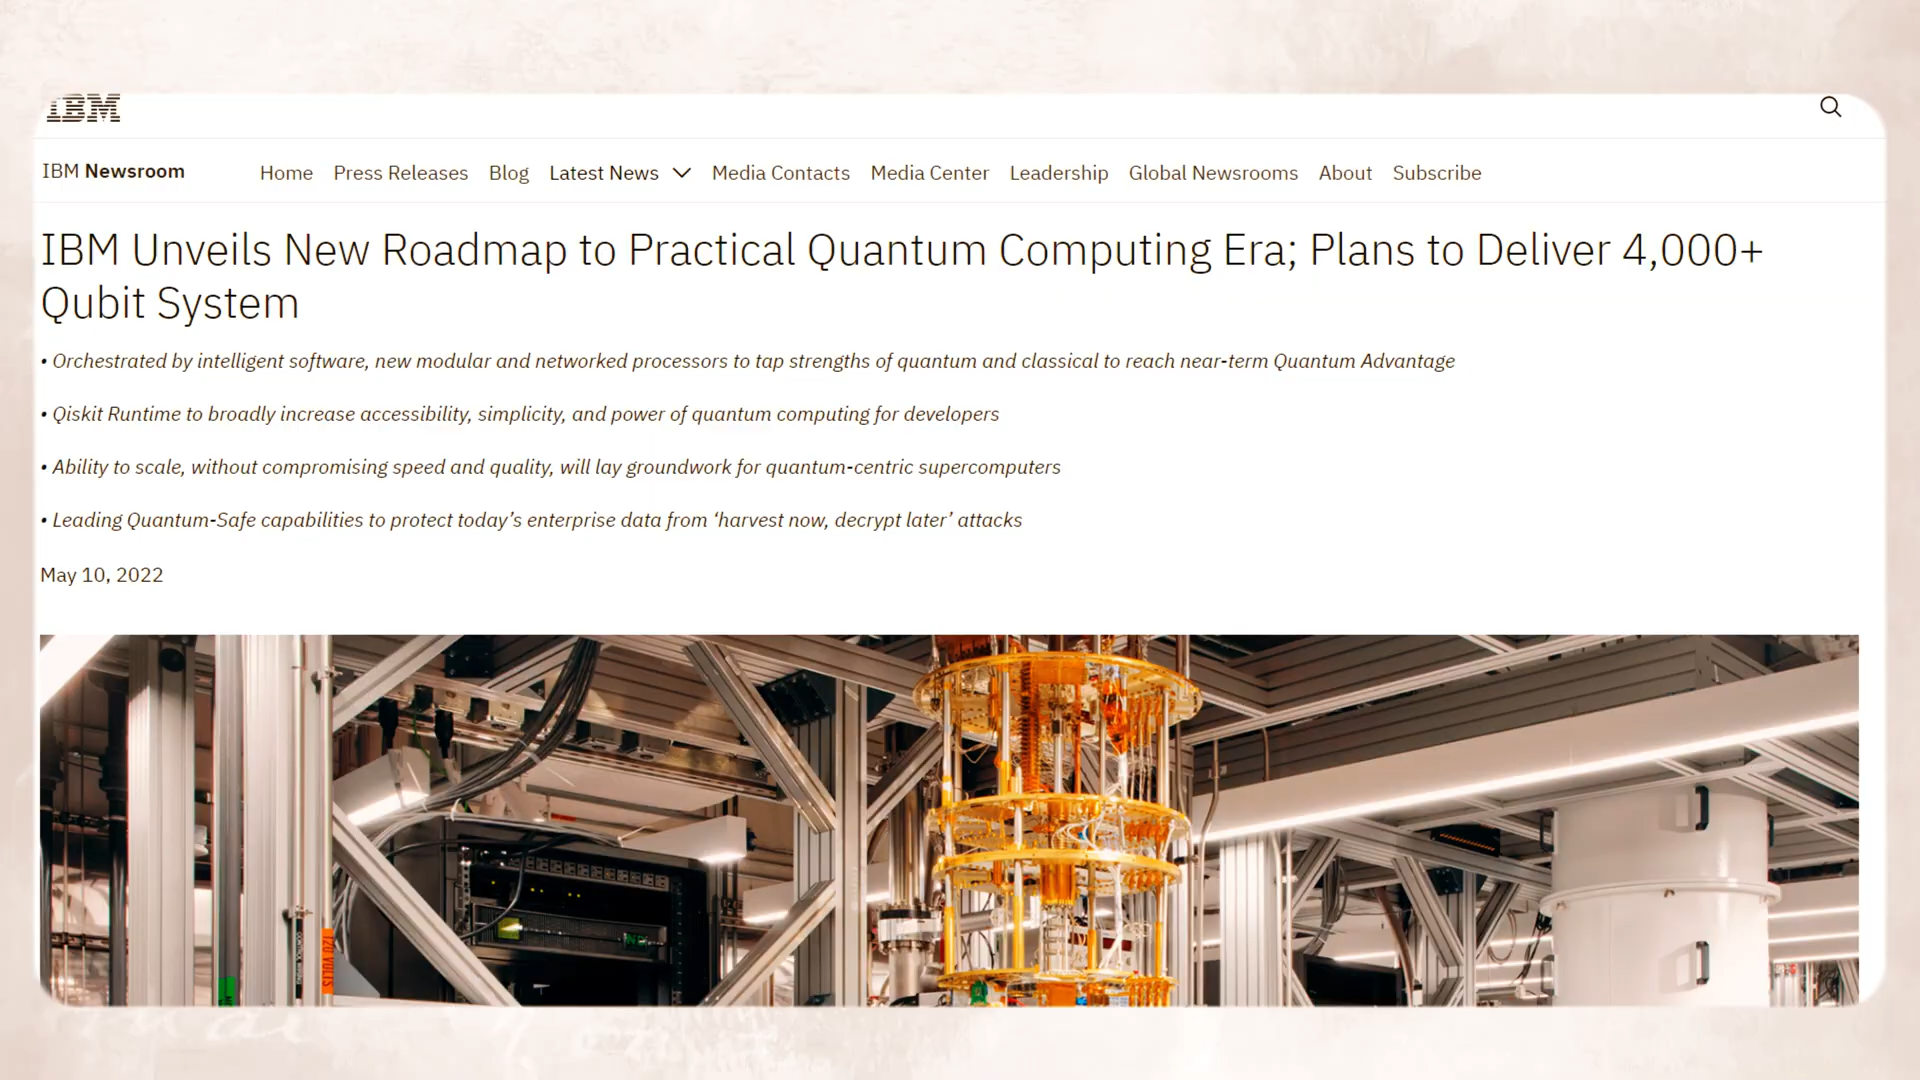 IBM
IBM Newsroom Home Press Releases Blog Latest News Media Contacts Media Center Leadership Global Newsrooms About Subscribe
IBM Unveils New Roadmap to Practical Quantum Computing Era; Plans to Deliver 4,000+
Qubit System
• Orchestrated by intelligent software, new modular and networked processors to tap strengths of quantum and classical to reach near-term Quantum Advantage
• Qiskit Runtime to broadly increase accessibility, simplicity, and power of quantum computing for developers
• Ability to scale, without compromising speed and quality, will lay groundwork for quantum-centric supercomputers
• Leading Quantum-Safe capabilities to protect today’s enterprise data from ‘harvest now, decrypt later’ attacks
May 10, 2022
120 VOLTS